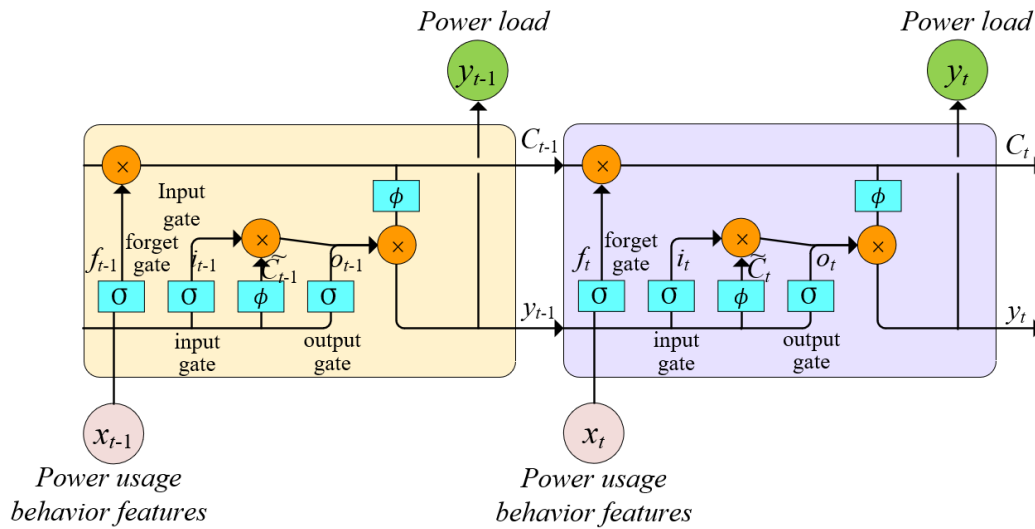 Power load
Power load
y_{t-1}
y_t
C_{t-1}
C_t
×
×
Input
gate
ϕ
ϕ
forget
gate
forget
gate
f_{t-1}
i_{t-1}
×
C̃_{t-1}
o_{t-1}
×
f_t
i_t
×
C̃_t
o_t
×
σ
σ
ϕ
σ
σ
σ
ϕ
σ
y_{t-1}
y_t
input
gate
output
gate
input
gate
output
gate
x_{t-1}
x_t
Power usage
behavior features
Power usage
behavior features